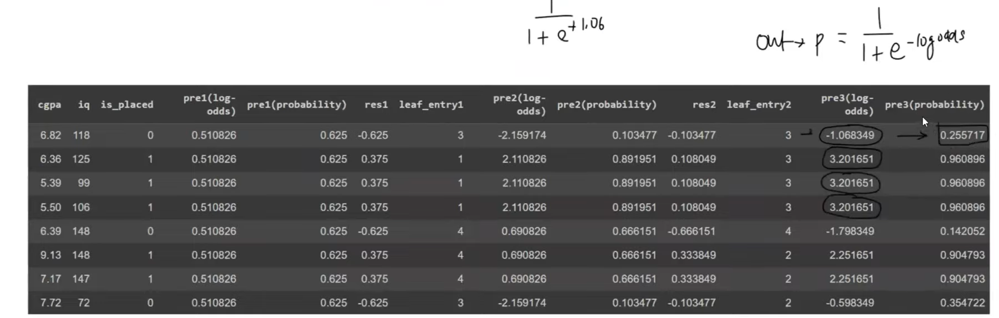 1
1 + e^+1.06
out → p = 1
1 + e^-log odds
cgpa iq is_placed pre1(log-odds) pre1(probability) res1 leaf_entry1 pre2(log-odds) pre2(probability) res2 leaf_entry2 pre3(log-odds) pre3(probability)
6.82 118 0 0.510826 0.625 -0.625 3 -2.159174 0.103477 -0.103477 3 -1.068349 → 0.255717
6.36 125 1 0.510826 0.625 0.375 1 2.110826 0.891951 0.108049 3 3.201651 0.960896
5.39 99 1 0.510826 0.625 0.375 1 2.110826 0.891951 0.108049 3 3.201651 0.960896
5.50 106 1 0.510826 0.625 0.375 1 2.110826 0.891951 0.108049 3 3.201651 0.960896
6.39 148 0 0.510826 0.625 -0.625 4 0.690826 0.666151 -0.666151 4 -1.798349 0.142052
9.13 148 1 0.510826 0.625 0.375 4 0.690826 0.666151 0.333849 2 2.251651 0.904793
7.17 147 1 0.510826 0.625 0.375 4 0.690826 0.666151 0.333849 2 2.251651 0.904793
7.72 72 0 0.510826 0.625 -0.625 3 -2.159174 0.103477 -0.103477 2 -0.598349 0.354722